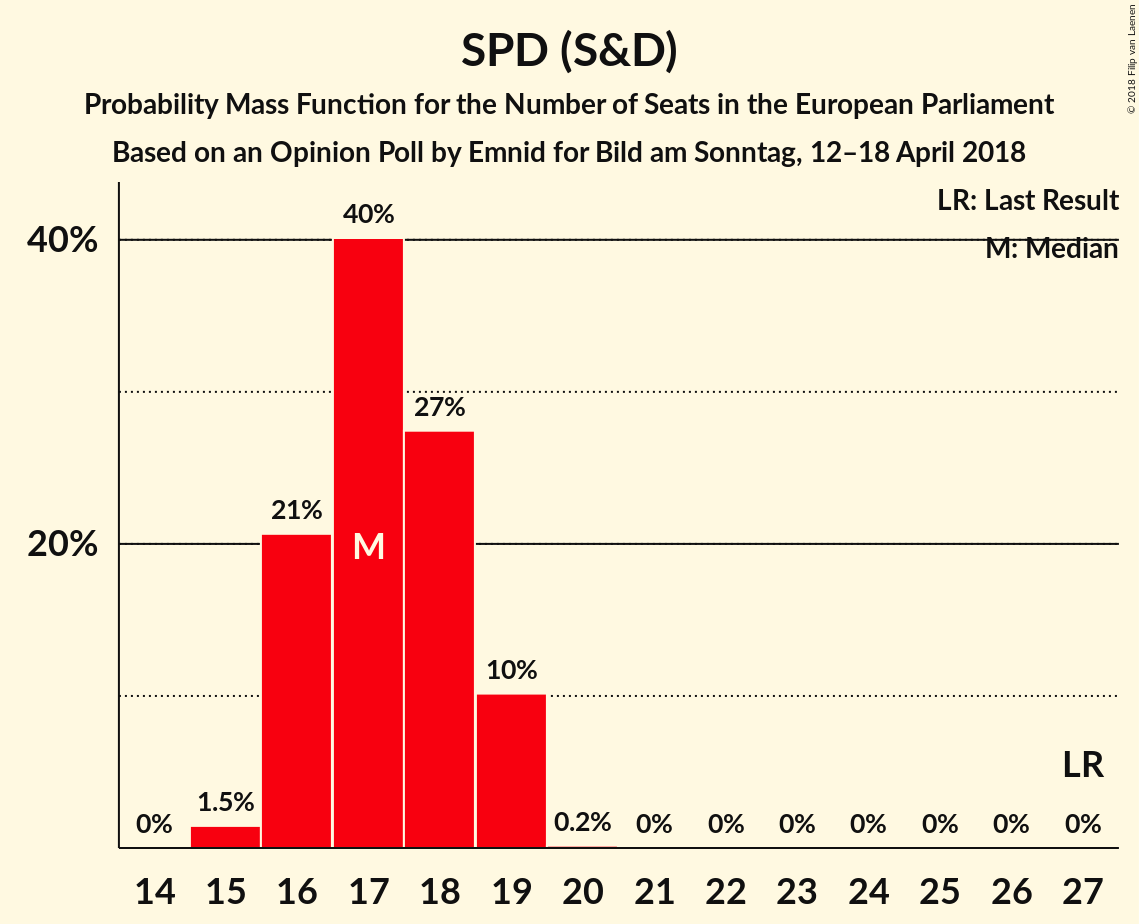 SPD (S&D)
Probability Mass Function for the Number of Seats in the European Parliament
Based on an Opinion Poll by Emnid for Bild am Sonntag, 12–18 April 2018
© 2018 Filip van Laenen
LR: Last Result
M: Median
40%
20%
0%
1.5%
21%
40%
M
27%
10%
0.2%
0%
0%
0%
0%
0%
0%
LR
0%
14 15 16 17 18 19 20 21 22 23 24 25 26 27